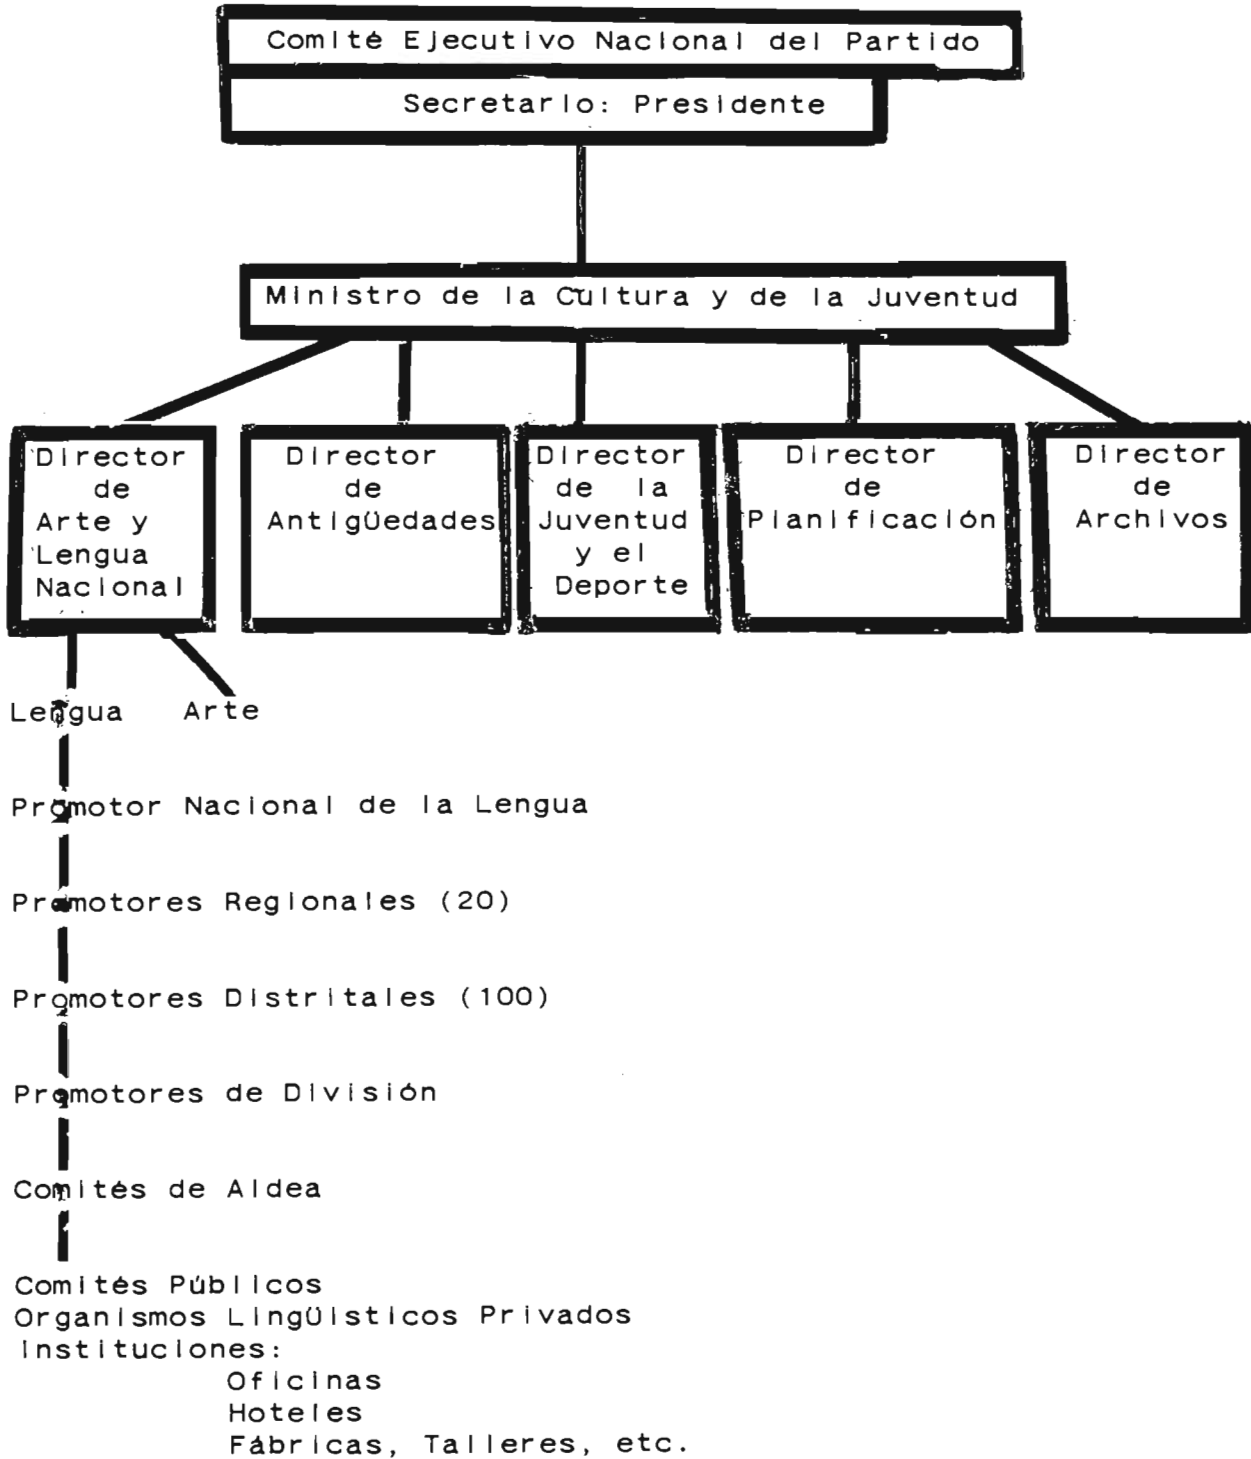 Comité Ejecutivo Nacional del Partido
Secretario: Presidente
Ministro de la Cultura y de la Juventud
Director
de
Arte y
Lengua
Nacional
Director
de
Antigüedades
Director
de la
Juventud
y el
Deporte
Director
de
Planificación
Director
de
Archivos
Lengua Arte
Promotor Nacional de la Lengua
Promotores Regionales (20)
Promotores Distritales (100)
Promotores de División
Comités de Aldea
Comités Públicos
Organismos Lingüisticos Privados
Instituciones:
Oficinas
Hoteles
Fábricas, Talleres, etc.